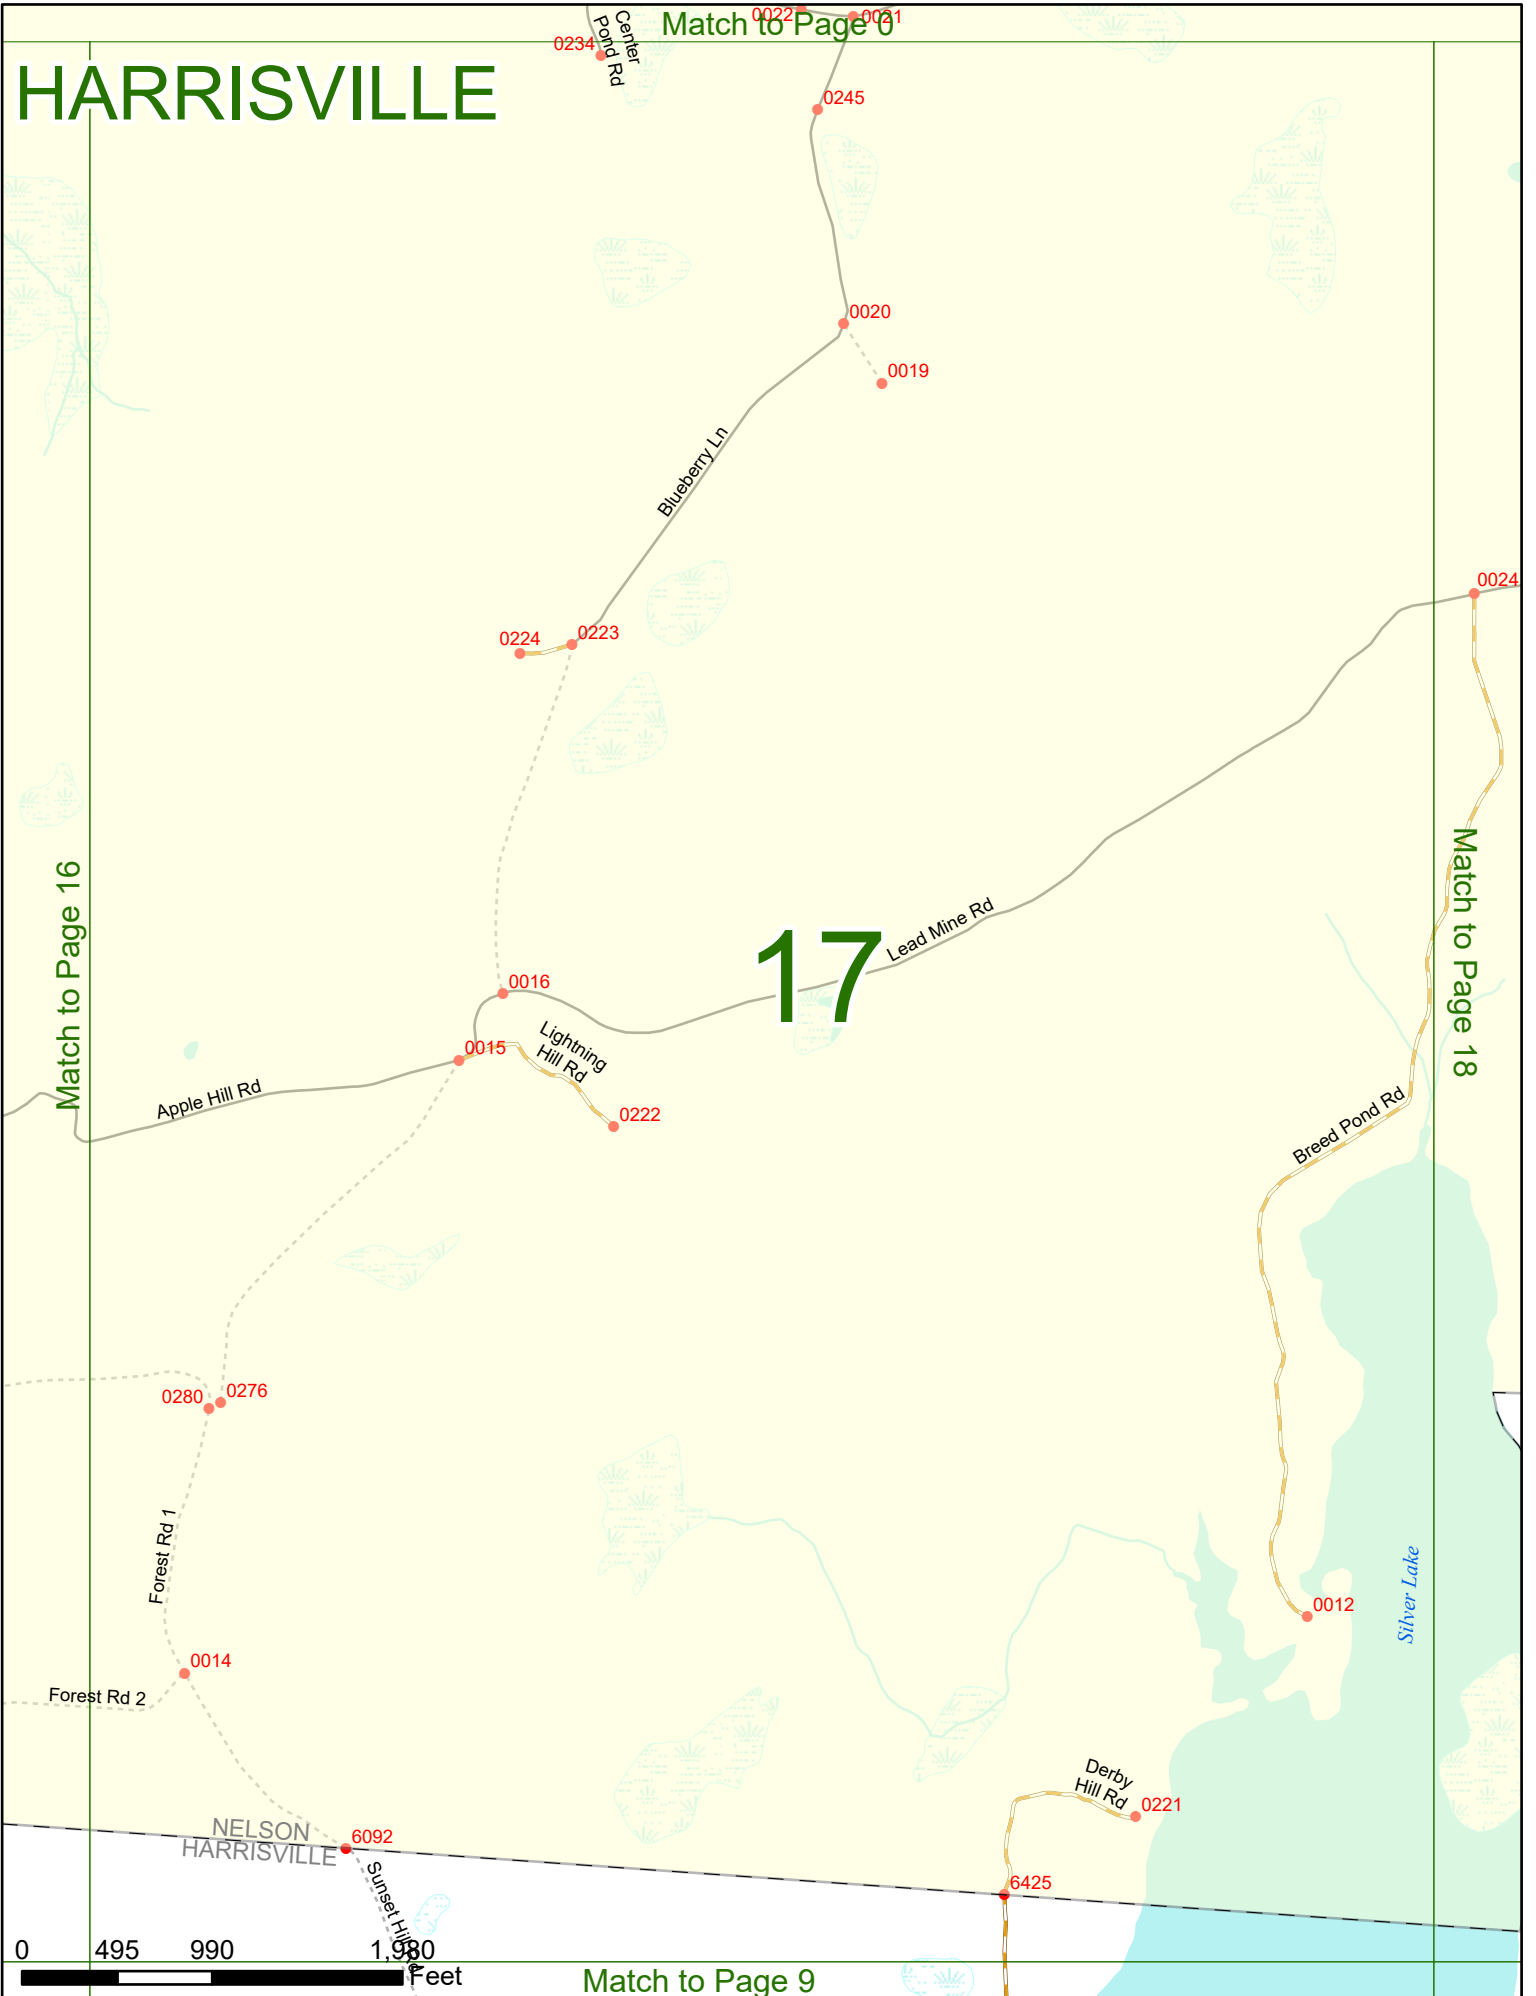 0022
0021
Match to Page 0
Center
Pond Rd
0234
HARRISVILLE
0245
0020
0019
Blueberry Ln
0024
0223
0224
Match to Page 16
Match to Page 18
17
Lead Mine Rd
0016
Lightning
Hill Rd
0015
Apple Hill Rd
0222
Breed Pond Rd
0276
0280
Forest Rd 1
Silver Lake
0012
0014
Forest Rd 2
Derby
Hill Rd
0221
NELSON
HARRISVILLE
6092
Sunset Hill Rd
6425
0 495 990 1,980
Feet
Match to Page 9